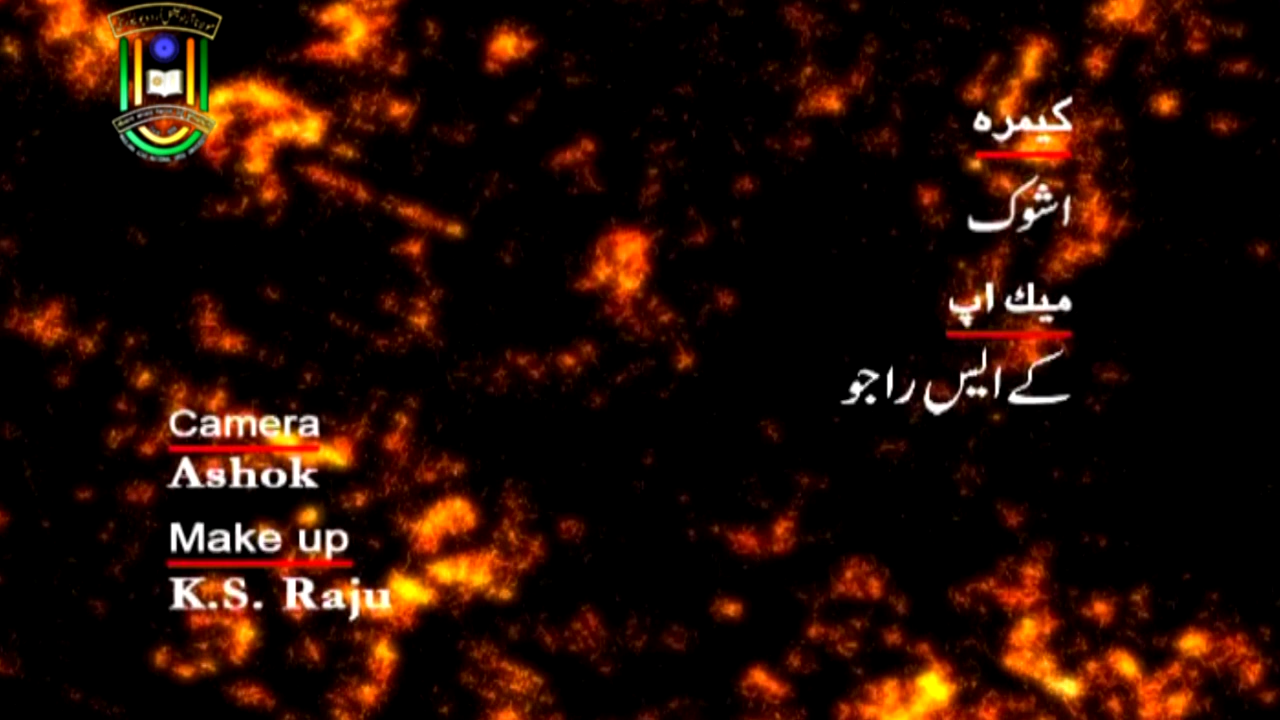 کیمرہ
اشوک
میک اپ
کے ایس راجو
Camera
Ashok
Make up
K.S. Raju